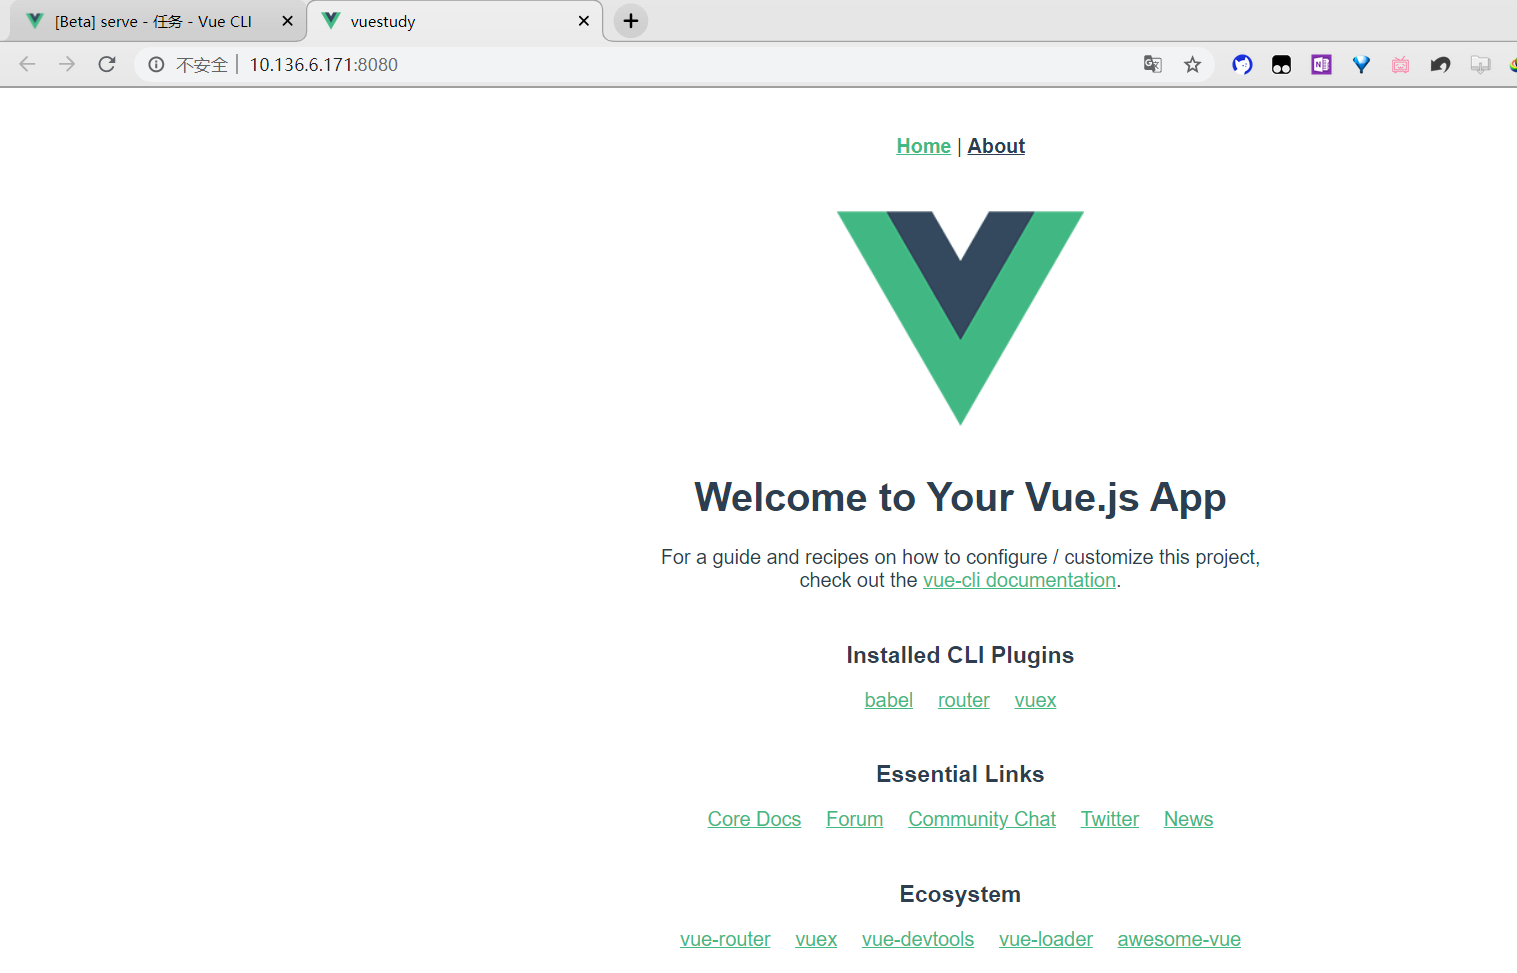 [Beta] serve - 任务 - Vue CLI
vuestudy
不安全 | 10.136.6.171:8080
Home | About
Welcome to Your Vue.js App
For a guide and recipes on how to configure / customize this project,
check out the vue-cli documentation.
Installed CLI Plugins
babel router vuex
Essential Links
Core Docs Forum Community Chat Twitter News
Ecosystem
vue-router vuex vue-devtools vue-loader awesome-vue